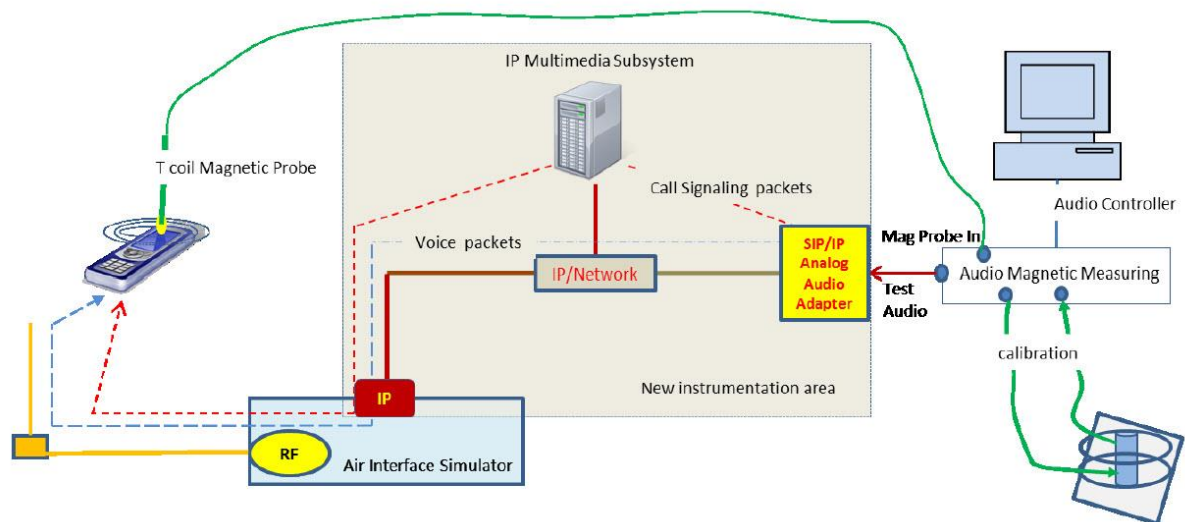 IP Multimedia Subsystem
T coil Magnetic Probe
Call Signaling packets
Audio Controller
Voice packets
SIP/IP
Analog
Audio
Adapter
Mag Probe In
IP/Network
Audio Magnetic Measuring
Test
Audio
calibration
New instrumentation area
IP
RF
Air Interface Simulator